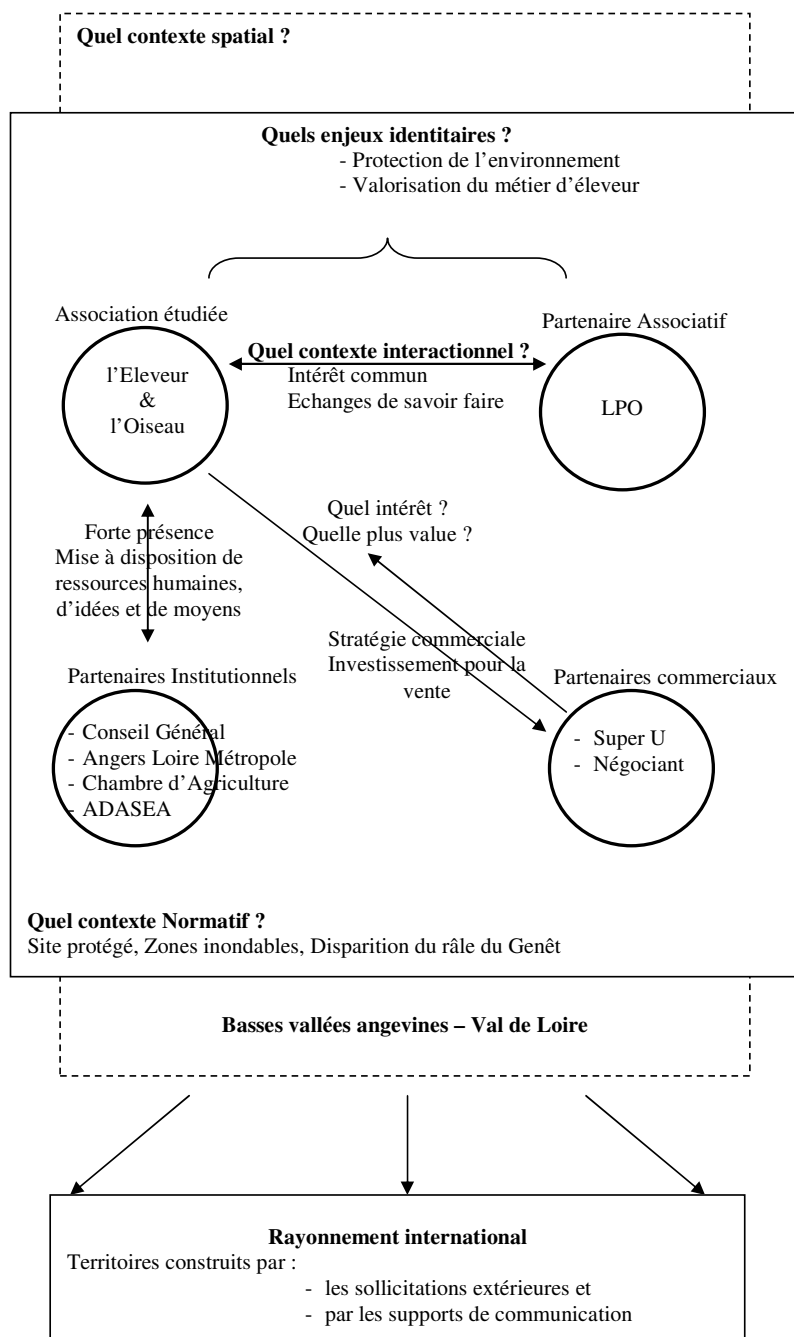 Quel contexte spatial ?
Quels enjeux identitaires ?
- Protection de l'environnement
- Valorisation du métier d'éleveur
Association étudiée
Partenaire Associatif
l'Eleveur
&
l'Oiseau
Quel contexte interactionnel ?
Intérêt commun
Echanges de savoir faire
LPO
Forte présence
Mise à disposition de
ressources humaines,
d'idées et de moyens
Quel intérêt ?
Quelle plus value ?
Stratégie commerciale
Investissement pour la
vente
Partenaires Institutionnels
- Conseil Général
- Angers Loire Métropole
- Chambre d'Agriculture
- ADASEA
Partenaires commerciaux
- Super U
- Négociant
Quel contexte Normatif ?
Site protégé, Zones inondables, Disparition du râle du Genêt
Basses vallées angevines – Val de Loire
Rayonnement international
Territoires construits par :
- les sollicitations extérieures et
- par les supports de communication